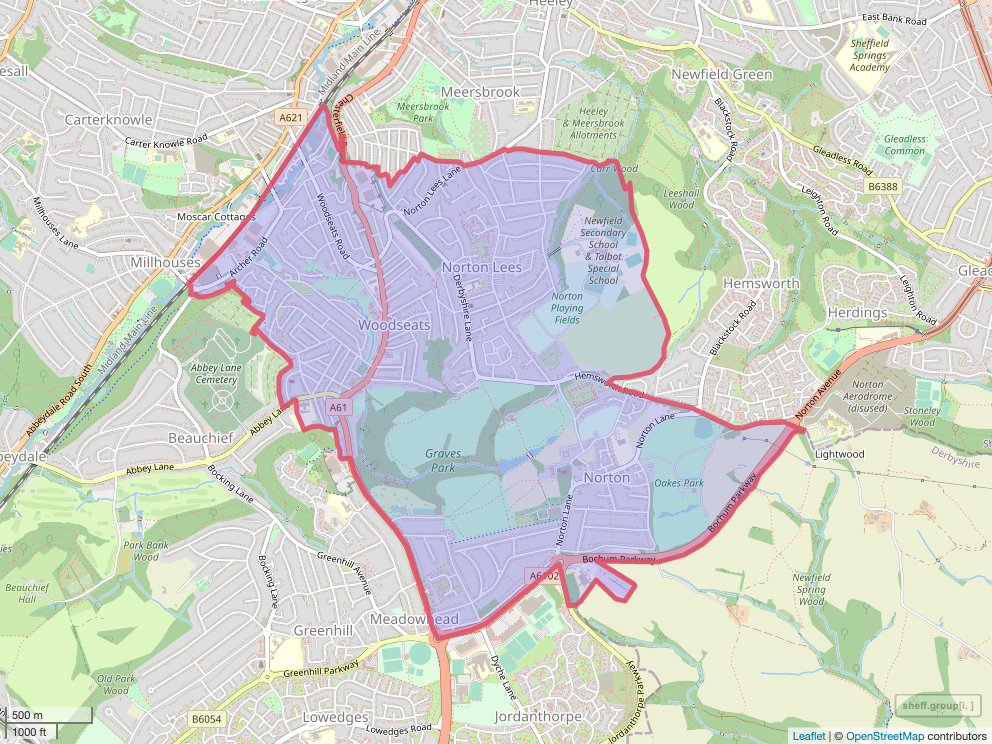 Heeley
East Bank Road
Midland Main Line
Sheffield
Springs
Academy
esall
Newfield Green
Meersbrook
Meersbrook
Park
Carterknowle
A621
Chesterfield
Heeley
& Meersbrook
Allotments
Blackstock Road
Gleadless
Common
Carter Knowle Road
Gleadless Road
Carr Wood
B6388
Norton Lees Lane
Leeshall
Wood
Leighton Road
Millhouses Lane
Moscar Cottages
Woodseats Road
Newfield
Secondary
School
& Talbot
Special
School
Archer Road
Millhouses
Norton Lees
Glead
Hemsworth
Derbyshire Lane
Norton
Playing
Fields
Leighton Road
Herdings
Midland Main Line
Woodseats
Blackstock Road
Abbey Lane
Cemetery
Hemsworth Road
Norton Avenue
Norton
Aerodrome
(disused)
Abbeydale Road South
A61
Abbey Lane
Norton Lane
Stoneley
Wood
Beauchief
Lightwood
Derbyshire
beydale
Abbey Lane
Graves
Park
Norton
Oakes Park
Bocking Lane
Bochum Parkway
Norton Lane
Park Bank
Wood
ies
Greenhill Avenue
Bochum Parkway
Bocking Lane
A6102
Beauchief
Hall
Newfield
Spring
Wood
Meadowhead
Greenhill
Greenhill Parkway
Dyche Lane
Jordanthorpe Parkway
Old Park
Wood
500 m
1000 ft
B6054
Lowedges
Lowedges Road
Jordanthorpe
sheff.group[i, ]
Leaflet | © OpenStreetMap contributors